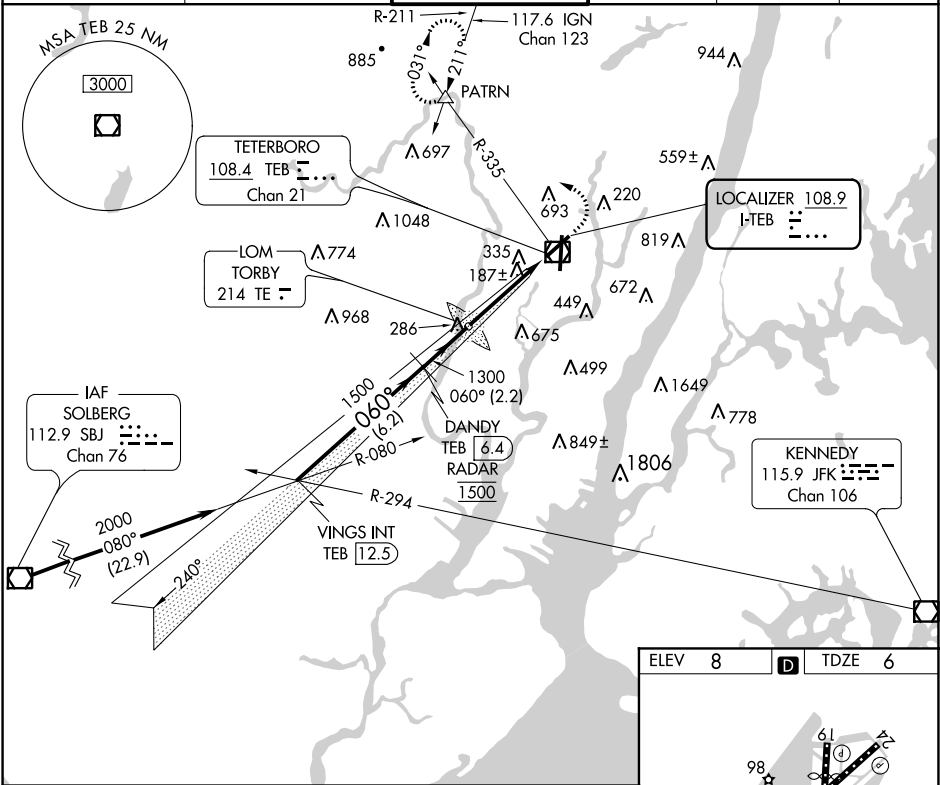 MSA TEB 25 NM
3000
R-211
117.6 IGN
Chan 123
885
031°
211°
PATRN
944
697
R-335
559±
TETERBORO
108.4 TEB
Chan 21
693
220
LOCALIZER 108.9
I-TEB
1048
819
LOM
TORBY
214 TE
774
335
187±
672
968
286
449
675
1500
060°
(6.2)
1300
060° (2.2)
499
1649
778
IAF
SOLBERG
112.9 SBJ
Chan 76
DANDY
TEB 6.4
RADAR
1500
R-080
849±
1806
KENNEDY
115.9 JFK
Chan 106
R-294
2000
080°
(22.9)
VINGS INT
TEB 12.5
240°
ELEV 8
D
TDZE 6
19
24
P
P
98